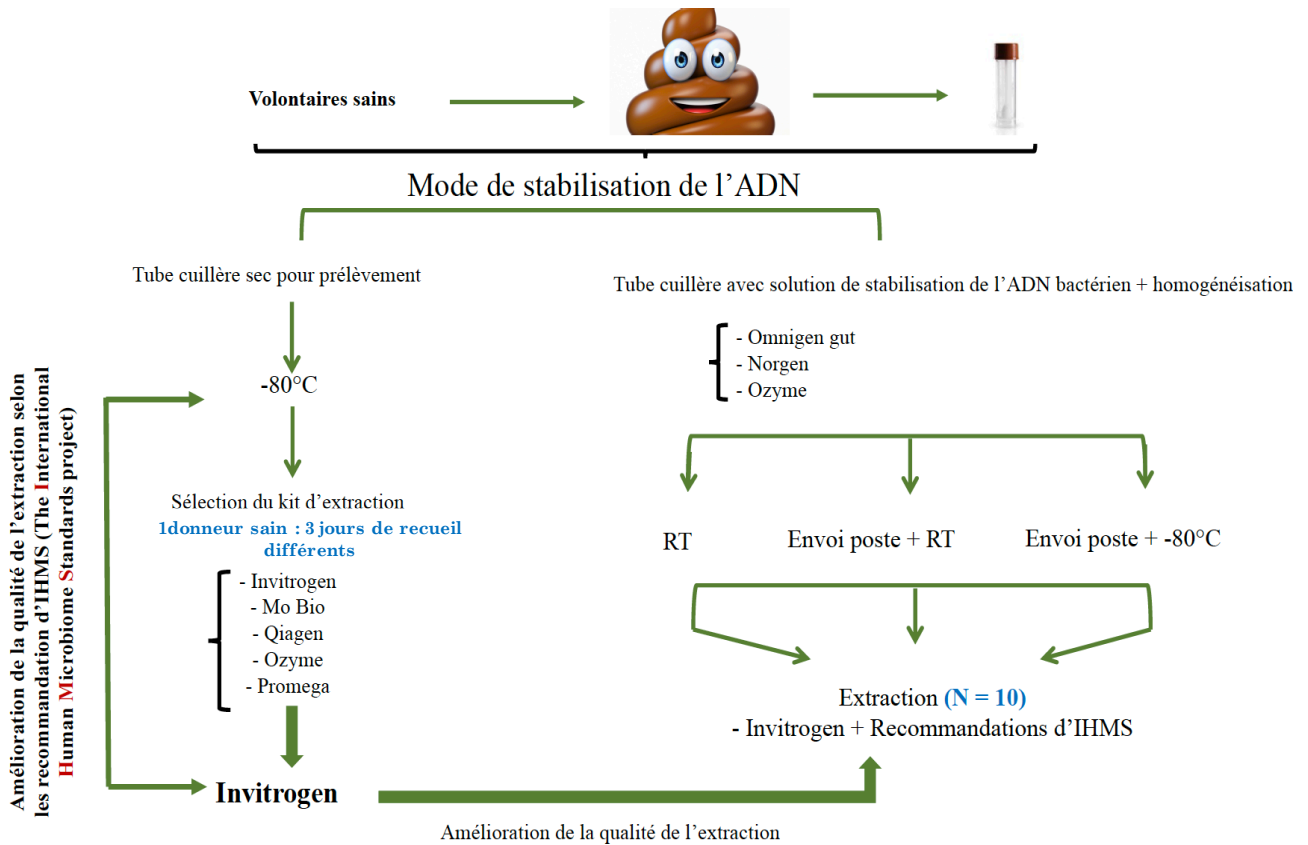 Volontaires sains
Mode de stabilisation de l’ADN
Tube cuillère sec pour prélèvement
-80°C
Sélection du kit d’extraction
1donneur sain : 3 jours de recueil
différents
- Invitrogen
- Mo Bio
- Qiagen
- Ozyme
- Promega
Invitrogen
Amélioration de la qualité de l’extraction selon
les recommandation d’IHMS (The International
Human Microbiome Standards project)
Tube cuillère avec solution de stabilisation de l’ADN bactérien + homogénéisation
- Omnigen gut
- Norgen
- Ozyme
RT
Envoi poste + RT
Envoi poste + -80°C
Extraction (N = 10)
- Invitrogen + Recommandations d’IHMS
Amélioration de la qualité de l’extraction